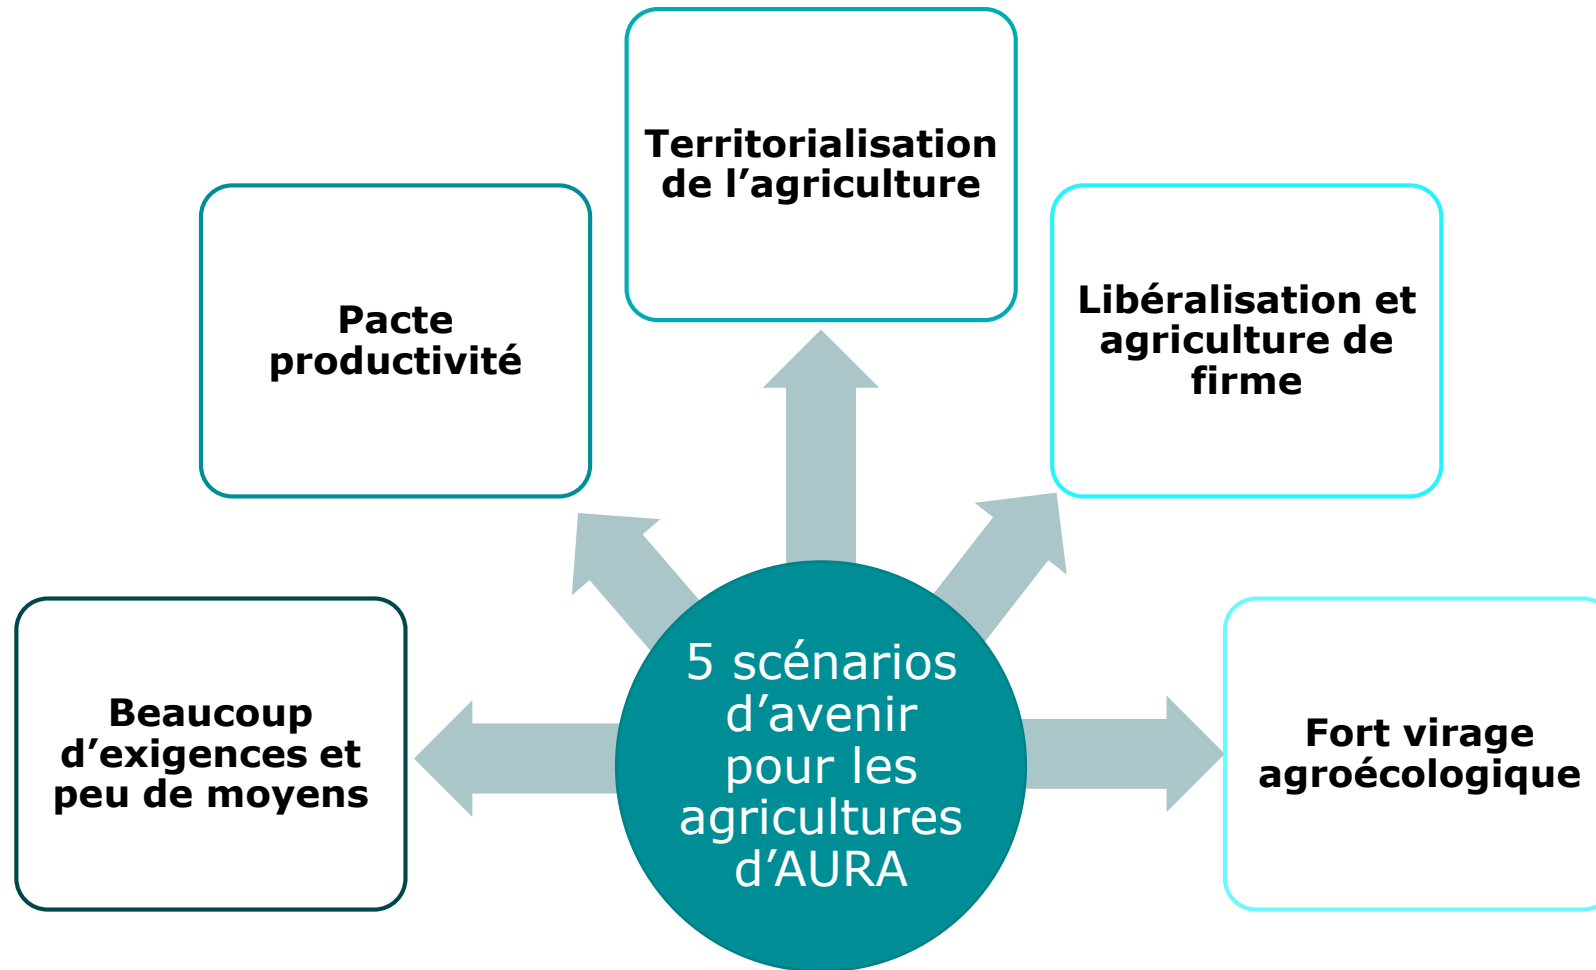 Territorialisation
de l’agriculture
Pacte
productivité
Libéralisation et
agriculture de
firme
Beaucoup
d’exigences et
peu de moyens
5 scénarios
d’avenir
pour les
agricultures
d’AURA
Fort virage
agroécologique